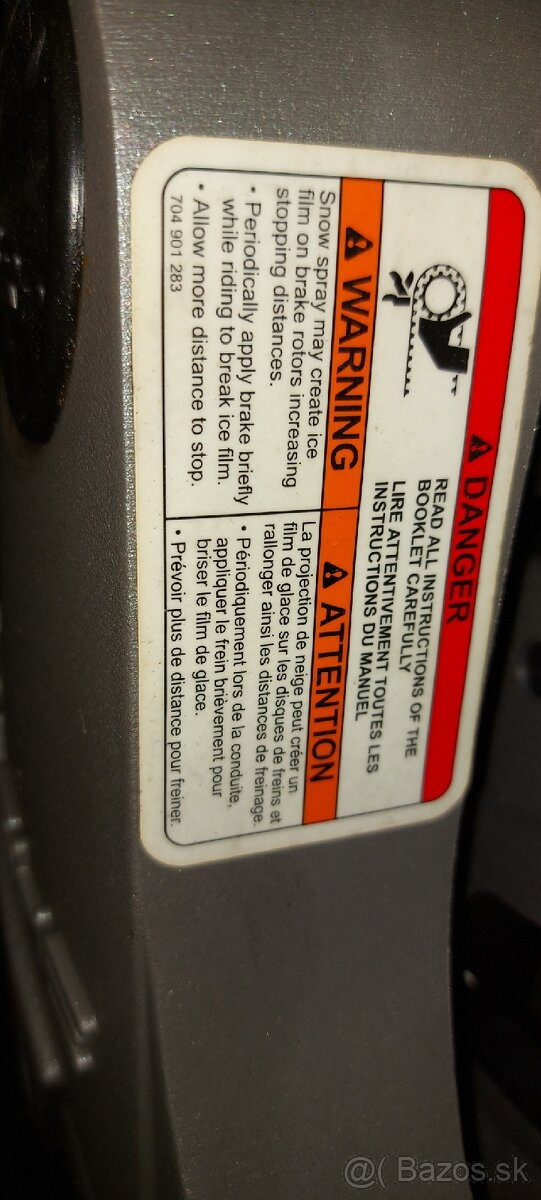 DANGER
READ ALL INSTRUCTIONS OF THE
BOOKLET CAREFULLY
LIRE ATTENTIVEMENT TOUTES LES
INSTRUCTIONS DU MANUEL
WARNING
Snow spray may create ice
film on brake rotors increasing
stopping distances.
• Periodically apply brake briefly
while riding to break ice film.
• Allow more distance to stop.
704 901 283
ATTENTION
La projection de neige peut créer un
film de glace sur les disques de freins et
rallonger ainsi les distances de freinage.
• Périodiquement lors de la conduite,
appliquer le frein brièvement pour
briser le film de glace.
• Prévoir plus de distance pour freiner.
@( Bazos.sk